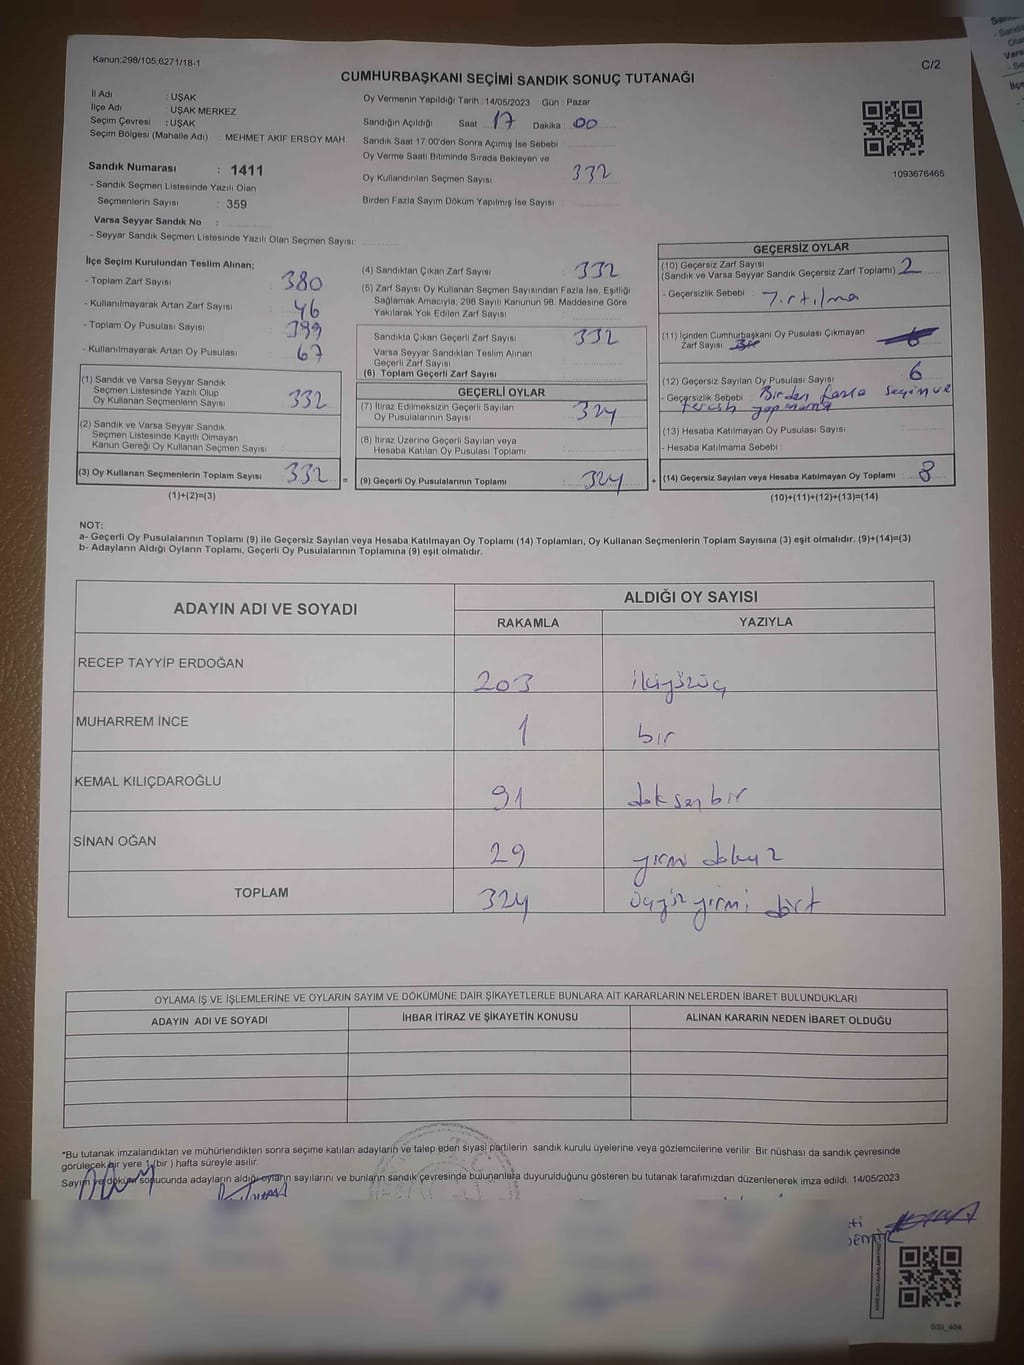 Kanun;298/105;6271/18-1
C/2
CUMHURBAŞKANI SEÇİMİ SANDIK SONUÇ TUTANAĞI
İl Adı : UŞAK
İlçe Adı : UŞAK MERKEZ
Seçim Çevresi : UŞAK
Seçim Bölgesi (Mahalle Adı) : MEHMET AKİF ERSOY MAH.
Sandık Numarası : 1411
- Sandık Seçmen Listesinde Yazılı Olan
Seçmenlerin Sayısı : 359
Varsa Seyyar Sandık No :
- Seyyar Sandık Seçmen Listesinde Yazılı Olan Seçmen Sayısı:
Oy Vermenin Yapıldığı Tarih : 14/05/2023 Gün : Pazar
Sandığın Açıldığı Saat 17 Dakika : 00
Sandık Saat 17:00'den Sonra Açımış İse Sebebi :
Oy Verme Saati Bitiminde Sırada Bekleyen ve
Oy Kullandırılan Seçmen Sayısı 332
Birden Fazla Sayım Döküm Yapılmış İse Sayısı :
1093676465
İlçe Seçim Kurulundan Teslim Alınan;
- Toplam Zarf Sayısı : 380
- Kullanılmayarak Artan Zarf Sayısı : 46
- Toplam Oy Pusulası Sayısı : 399
- Kullanılmayarak Artan Oy Pusulası : 67
(1) Sandık ve Varsa Seyyar Sandık
Seçmen Listesinde Yazılı Olup
Oy Kullanan Seçmenlerin Sayısı : 332
(2) Sandık ve Varsa Seyyar Sandık
Seçmen Listesinde Kayıtlı Olmayan
Kanun Gereği Oy Kullanan Seçmen Sayısı :
(3) Oy Kullanan Seçmenlerin Toplam Sayısı : 332 =
(1)+(2)=(3)
(4) Sandıktan Çıkan Zarf Sayısı : 332
(5) Zarf Sayısı Oy Kullanan Seçmen Sayısından Fazla İse, Eşitliği
Sağlamak Amacıyla; 298 Sayılı Kanunun 98. Maddesine Göre
Yakılarak Yok Edilen Zarf Sayısı :
Sandıkta Çıkan Geçerli Zarf Sayısı : 332
Varsa Seyyar Sandıktan Teslim Alınan
Geçerli Zarf Sayısı
(6) Toplam Geçerli Zarf Sayısı
GEÇERLİ OYLAR
(7) İtiraz Edilmeksizin Geçerli Sayılan
Oy Pusulalarının Sayısı : 324
(8) İtiraz Üzerine Geçerli Sayılan veya
Hesaba Katılan Oy Pusulası Toplamı :
(9) Geçerli Oy Pusulalarının Toplamı : 324 +
GEÇERSİZ OYLAR
(10) Geçersiz Zarf Sayısı
(Sandık ve Varsa Seyyar Sandık Geçersiz Zarf Toplamı) : 2
- Geçersizlik Sebebi : Yırtılma
(11) İçinden Cumhurbaşkanı Oy Pusulası Çıkmayan
Zarf Sayısı
(12) Geçersiz Sayılan Oy Pusulası Sayısı : 6
- Geçersizlik Sebebi : Birden fazla seçim ve
tercih yapmama
(13) Hesaba Katılmayan Oy Pusulası Sayısı :
- Hesaba Katılmama Sebebi :
(14) Geçersiz Sayılan veya Hesaba Katılmayan Oy Toplamı : 8
(10)+(11)+(12)+(13)=(14)
NOT:
a- Geçerli Oy Pusulalarının Toplamı (9) ile Geçersiz Sayılan veya Hesaba Katılmayan Oy Toplamı (14) Toplamları, Oy Kullanan Seçmenlerin Toplam Sayısına (3) eşit olmalıdır. (9)+(14)=(3)
b- Adayların Aldığı Oyların Toplamı, Geçerli Oy Pusulalarının Toplamına (9) eşit olmalıdır.
ADAYIN ADI VE SOYADI ALDIĞI OY SAYISI
RAKAMLA YAZIYLA
RECEP TAYYİP ERDOĞAN 203 ikiyüzüç
MUHARREM İNCE 1 bir
KEMAL KILIÇDAROĞLU 91 doksanbir
SİNAN OĞAN 29 yirmi dokuz
TOPLAM 324 üçyüz yirmi dört
OYLAMA İŞ VE İŞLEMLERİNE VE OYLARIN SAYIM VE DÖKÜMÜNE DAİR ŞİKAYETLERLE BUNLARA AİT KARARLARIN NELERDEN İBARET BULUNDUKLARI
ADAYIN ADI VE SOYADI İHBAR İTİRAZ VE ŞİKAYETİN KONUSU ALINAN KARARIN NEDEN İBARET OLDUĞU
*Bu tutanak imzalandıktan ve mühürlendikten sonra seçime katılan adayların ve talep eden siyasi partilerin sandık kurulu üyelerine veya gözlemcilerine verilir. Bir nüshası da sandık çevresinde
görülecek bir yere 1 (bir ) hafta süreyle asılır.
Sayım ve döküm sonucunda adayların aldığı oyların sayılarını ve bunların sandık çevresinde bulunanlara duyurulduğunu gösteren bu tutanak tarafımızdan düzenlenerek imza edildi. 14/05/2023